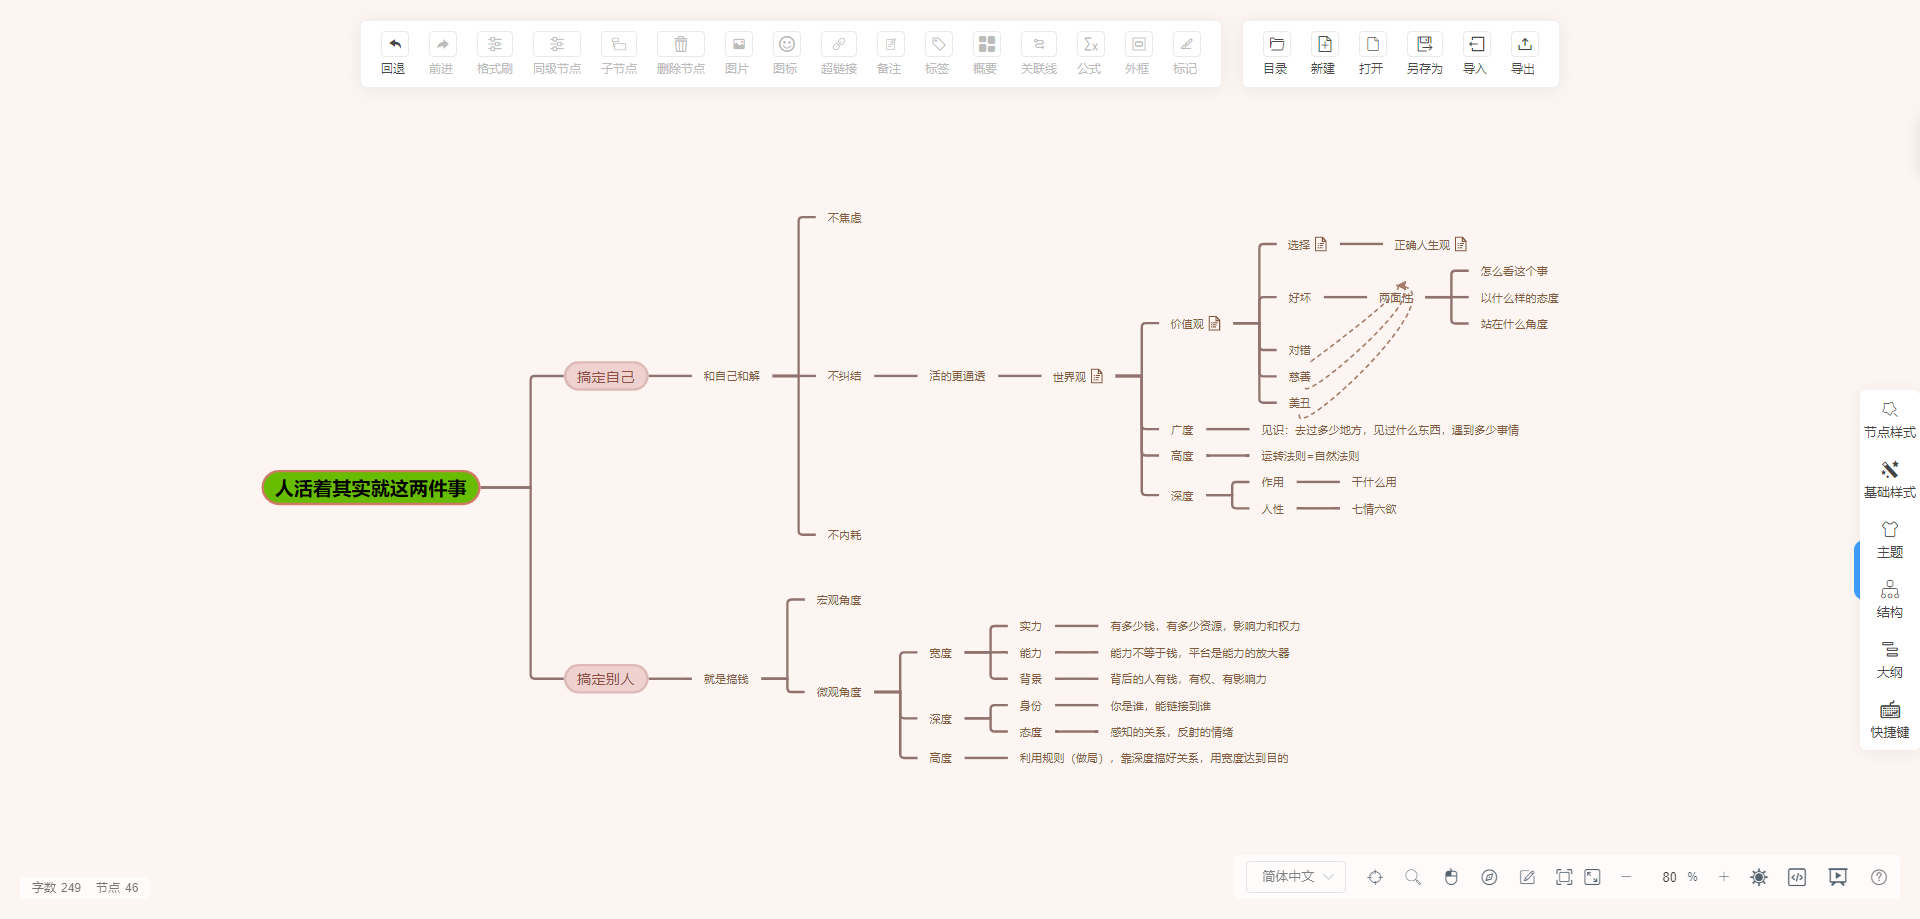 回退
前进
格式刷
同级节点
子节点
删除节点
图片
图标
超链接
备注
标签
概要
关联线
公式
外框
标记
目录
新建
打开
另存为
导入
导出
人活着其实就这两件事
搞定自己
和自己和解
不焦虑
不纠结
活的更通透
世界观
价值观
选择
正确人生观
好坏
两面性
怎么看这个事
以什么样的态度
站在什么角度
对错
慈善
美丑
广度
见识：去过多少地方，见过什么东西，遇到多少事情
高度
运转法则=自然法则
深度
作用
干什么用
人性
七情六欲
不内耗
搞定别人
就是搞钱
宏观角度
微观角度
宽度
实力
有多少钱，有多少资源，影响力和权力
能力
能力不等于钱，平台是能力的放大器
背景
背后的人有钱，有权、有影响力
深度
身份
你是谁，能链接到谁
态度
感知的关系，反射的情绪
高度
利用规则（做局），靠深度搞好关系，用宽度达到目的
节点样式
基础样式
主题
结构
大纲
快捷键
字数 249 节点 46
简体中文
80 %